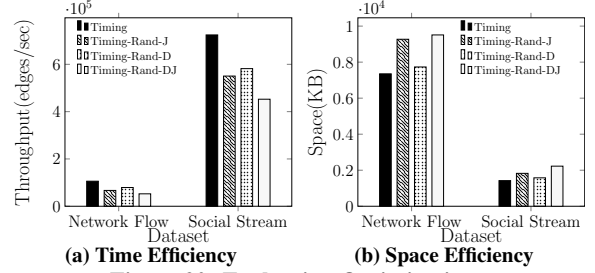 ·10⁵
Throughput(edges/sec)
6
4
2
0
Timing
Timing-Rand-J
Timing-Rand-D
Timing-Rand-DJ
Network Flow Social Stream
Dataset
(a) Time Efficiency
·10⁴
Space(KB)
1
0.8
0.6
0.4
0.2
0
Timing
Timing-Rand-J
Timing-Rand-D
Timing-Rand-DJ
Network Flow Social Stream
Dataset
(b) Space Efficiency